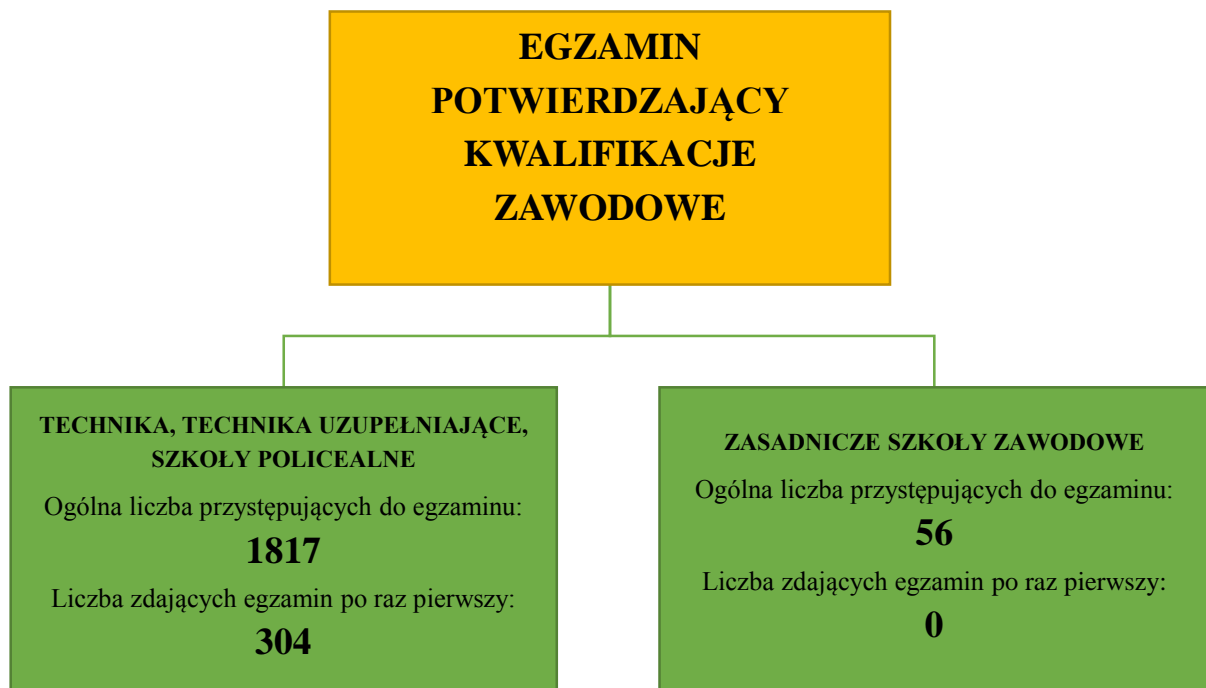 EGZAMIN
POTWIERDZAJĄCY
KWALIFIKACJE
ZAWODOWE
TECHNIKA, TECHNIKA UZUPEŁNIAJĄCE,
SZKOŁY POLICEALNE
Ogólna liczba przystępujących do egzaminu:
1817
Liczba zdających egzamin po raz pierwszy:
304
ZASADNICZE SZKOŁY ZAWODOWE
Ogólna liczba przystępujących do egzaminu:
56
Liczba zdających egzamin po raz pierwszy:
0